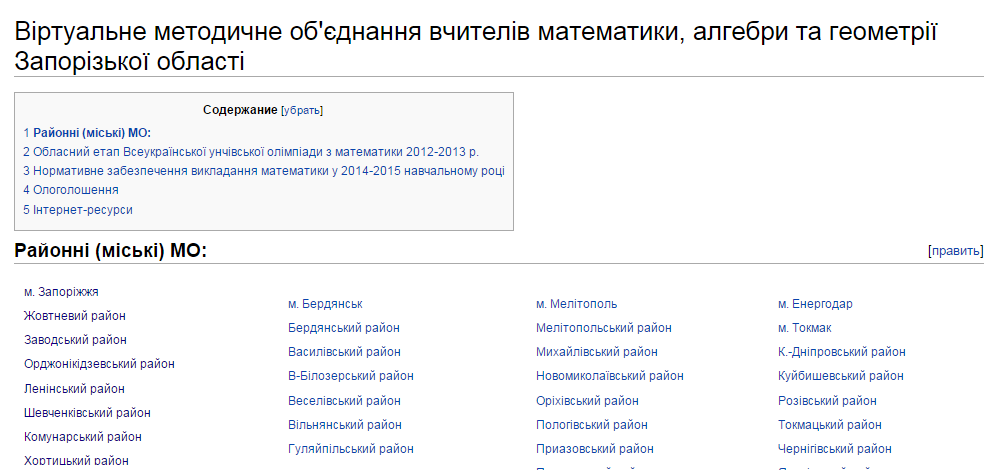 Віртуальне методичне об'єднання вчителів математики, алгебри та геометрії
Запорізької області
Содержание [убрать]
1 Районні (міські) МО:
2 Обласний етап Всеукраїнської унчівської олімпіади з математики 2012-2013 р.
3 Нормативне забезпечення викладання математики у 2014-2015 навчальному році
4 Ологолошення
5 Інтернет-ресурси
Районні (міські) МО:
[править]
м. Запоріжжя
Жовтневий район
Заводський район
Орджонікідзевський район
Ленінський район
Шевченківський район
Комунарський район
Хортицький район
м. Бердянськ
Бердянський район
Василівський район
В-Білозерський район
Веселівський район
Вільнянський район
Гуляйпільський район
м. Мелітополь
Мелітопольський район
Михайлівський район
Новомиколаївський район
Оріхівський район
Пологівський район
Приазовський район
м. Енергодар
м. Токмак
К.-Дніпровський район
Куйбишевський район
Розівський район
Токмацький район
Чернігівський район